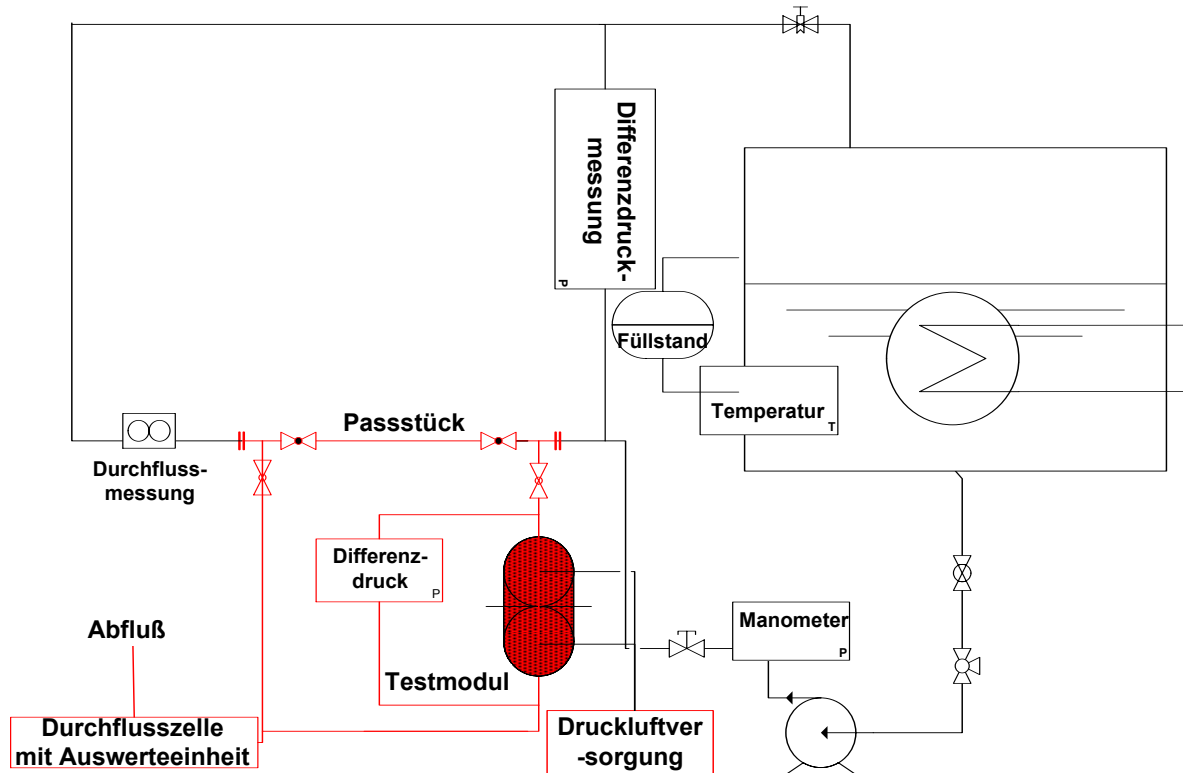 Differenzdruck-
messung
P
Füllstand
Temperatur
T
Passstück
Durchfluss-
messung
Differenz-
druck
P
Manometer
P
Abfluß
Testmodul
Durchflusszelle
mit Auswerteeinheit
Druckluftver
-sorgung